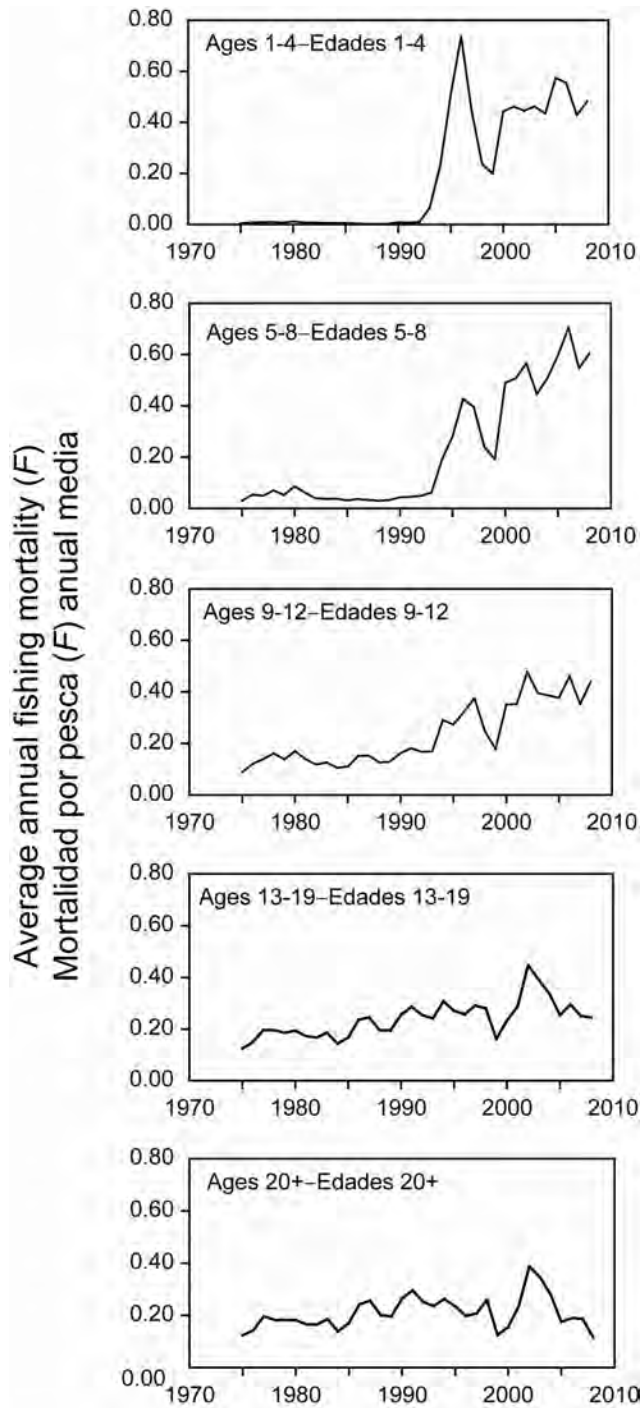 Average annual fishing mortality (F)
Mortalidad por pesca (F) anual media
0.80
Ages 1-4–Edades 1-4
0.60
0.40
0.20
0.00
1970 1980 1990 2000 2010
0.80
Ages 5-8–Edades 5-8
0.60
0.40
0.20
0.00
1970 1980 1990 2000 2010
0.80
Ages 9-12–Edades 9-12
0.60
0.40
0.20
0.00
1970 1980 1990 2000 2010
0.80
Ages 13-19–Edades 13-19
0.60
0.40
0.20
0.00
1970 1980 1990 2000 2010
0.80
Ages 20+–Edades 20+
0.60
0.40
0.20
0.00
1970 1980 1990 2000 2010